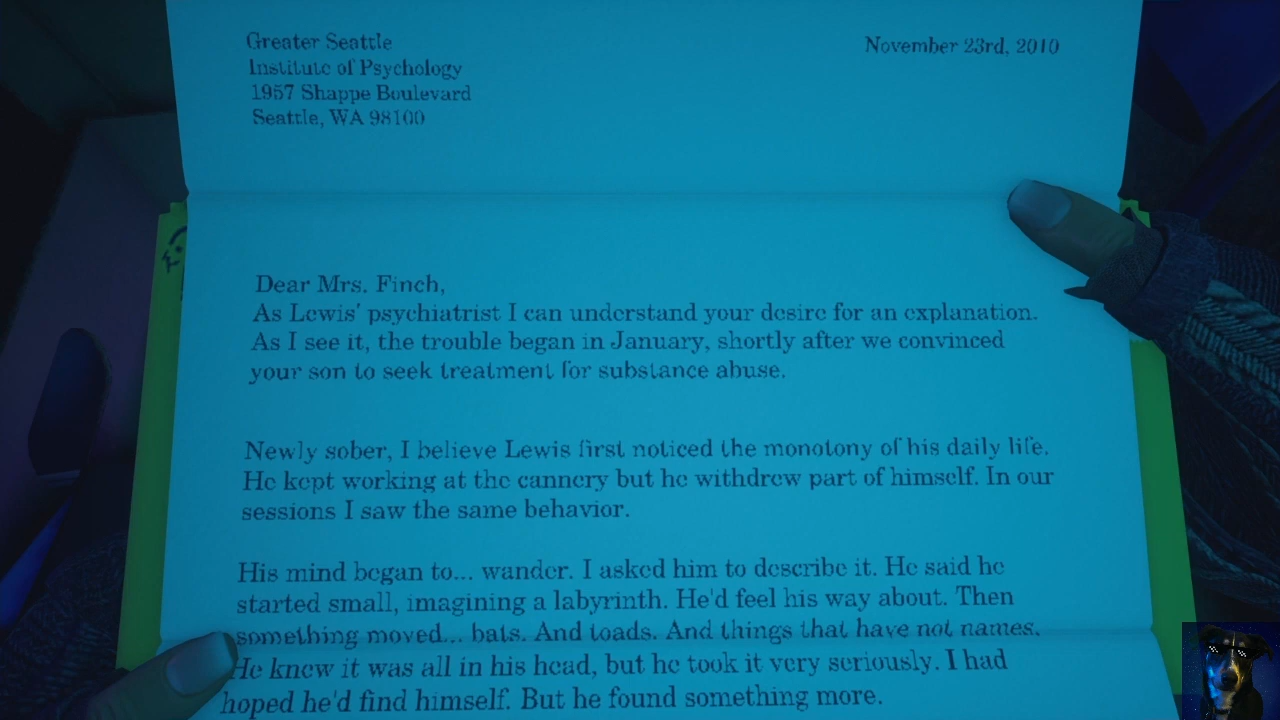 Greater Seattle
November 23rd, 2010
Institute of Psychology
1957 Shappe Boulevard
Seattle, WA 98100
Dear Mrs. Finch,
As Lewis' psychiatrist I can understand your desire for an explanation.
As I see it, the trouble began in January, shortly after we convinced
your son to seek treatment for substance abuse.
Newly sober, I believe Lewis first noticed the monotony of his daily life.
He kept working at the cannery but he withdrew part of himself. In our
sessions I saw the same behavior.
His mind began to... wander. I asked him to describe it. He said he
started small, imagining a labyrinth. He'd feel his way about. Then
something moved... bats. And toads. And things that have not names.
He knew it was all in his head, but he took it very seriously. I had
hoped he'd find himself. But he found something more.